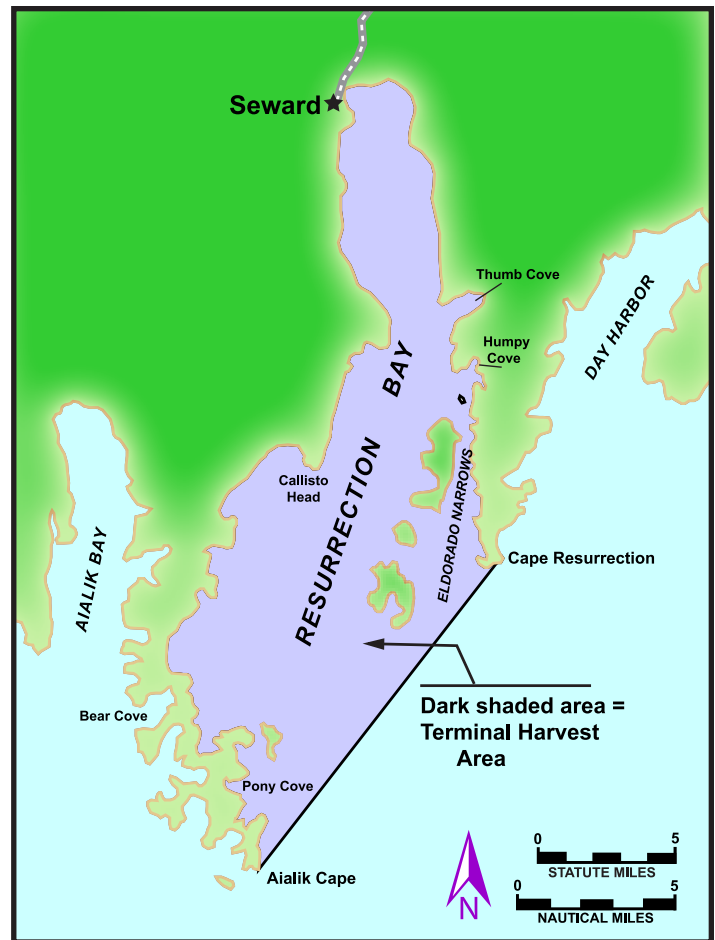 Seward
Thumb Cove
Humpy
Cove
DAY HARBOR
RESURRECTION BAY
Callisto
Head
ELDORADO NARROWS
AIALIK BAY
Cape Resurrection
Bear Cove
Dark shaded area =
Terminal Harvest
Area
Pony Cove
Aialik Cape
N
0 5
STATUTE MILES
0 5
NAUTICAL MILES